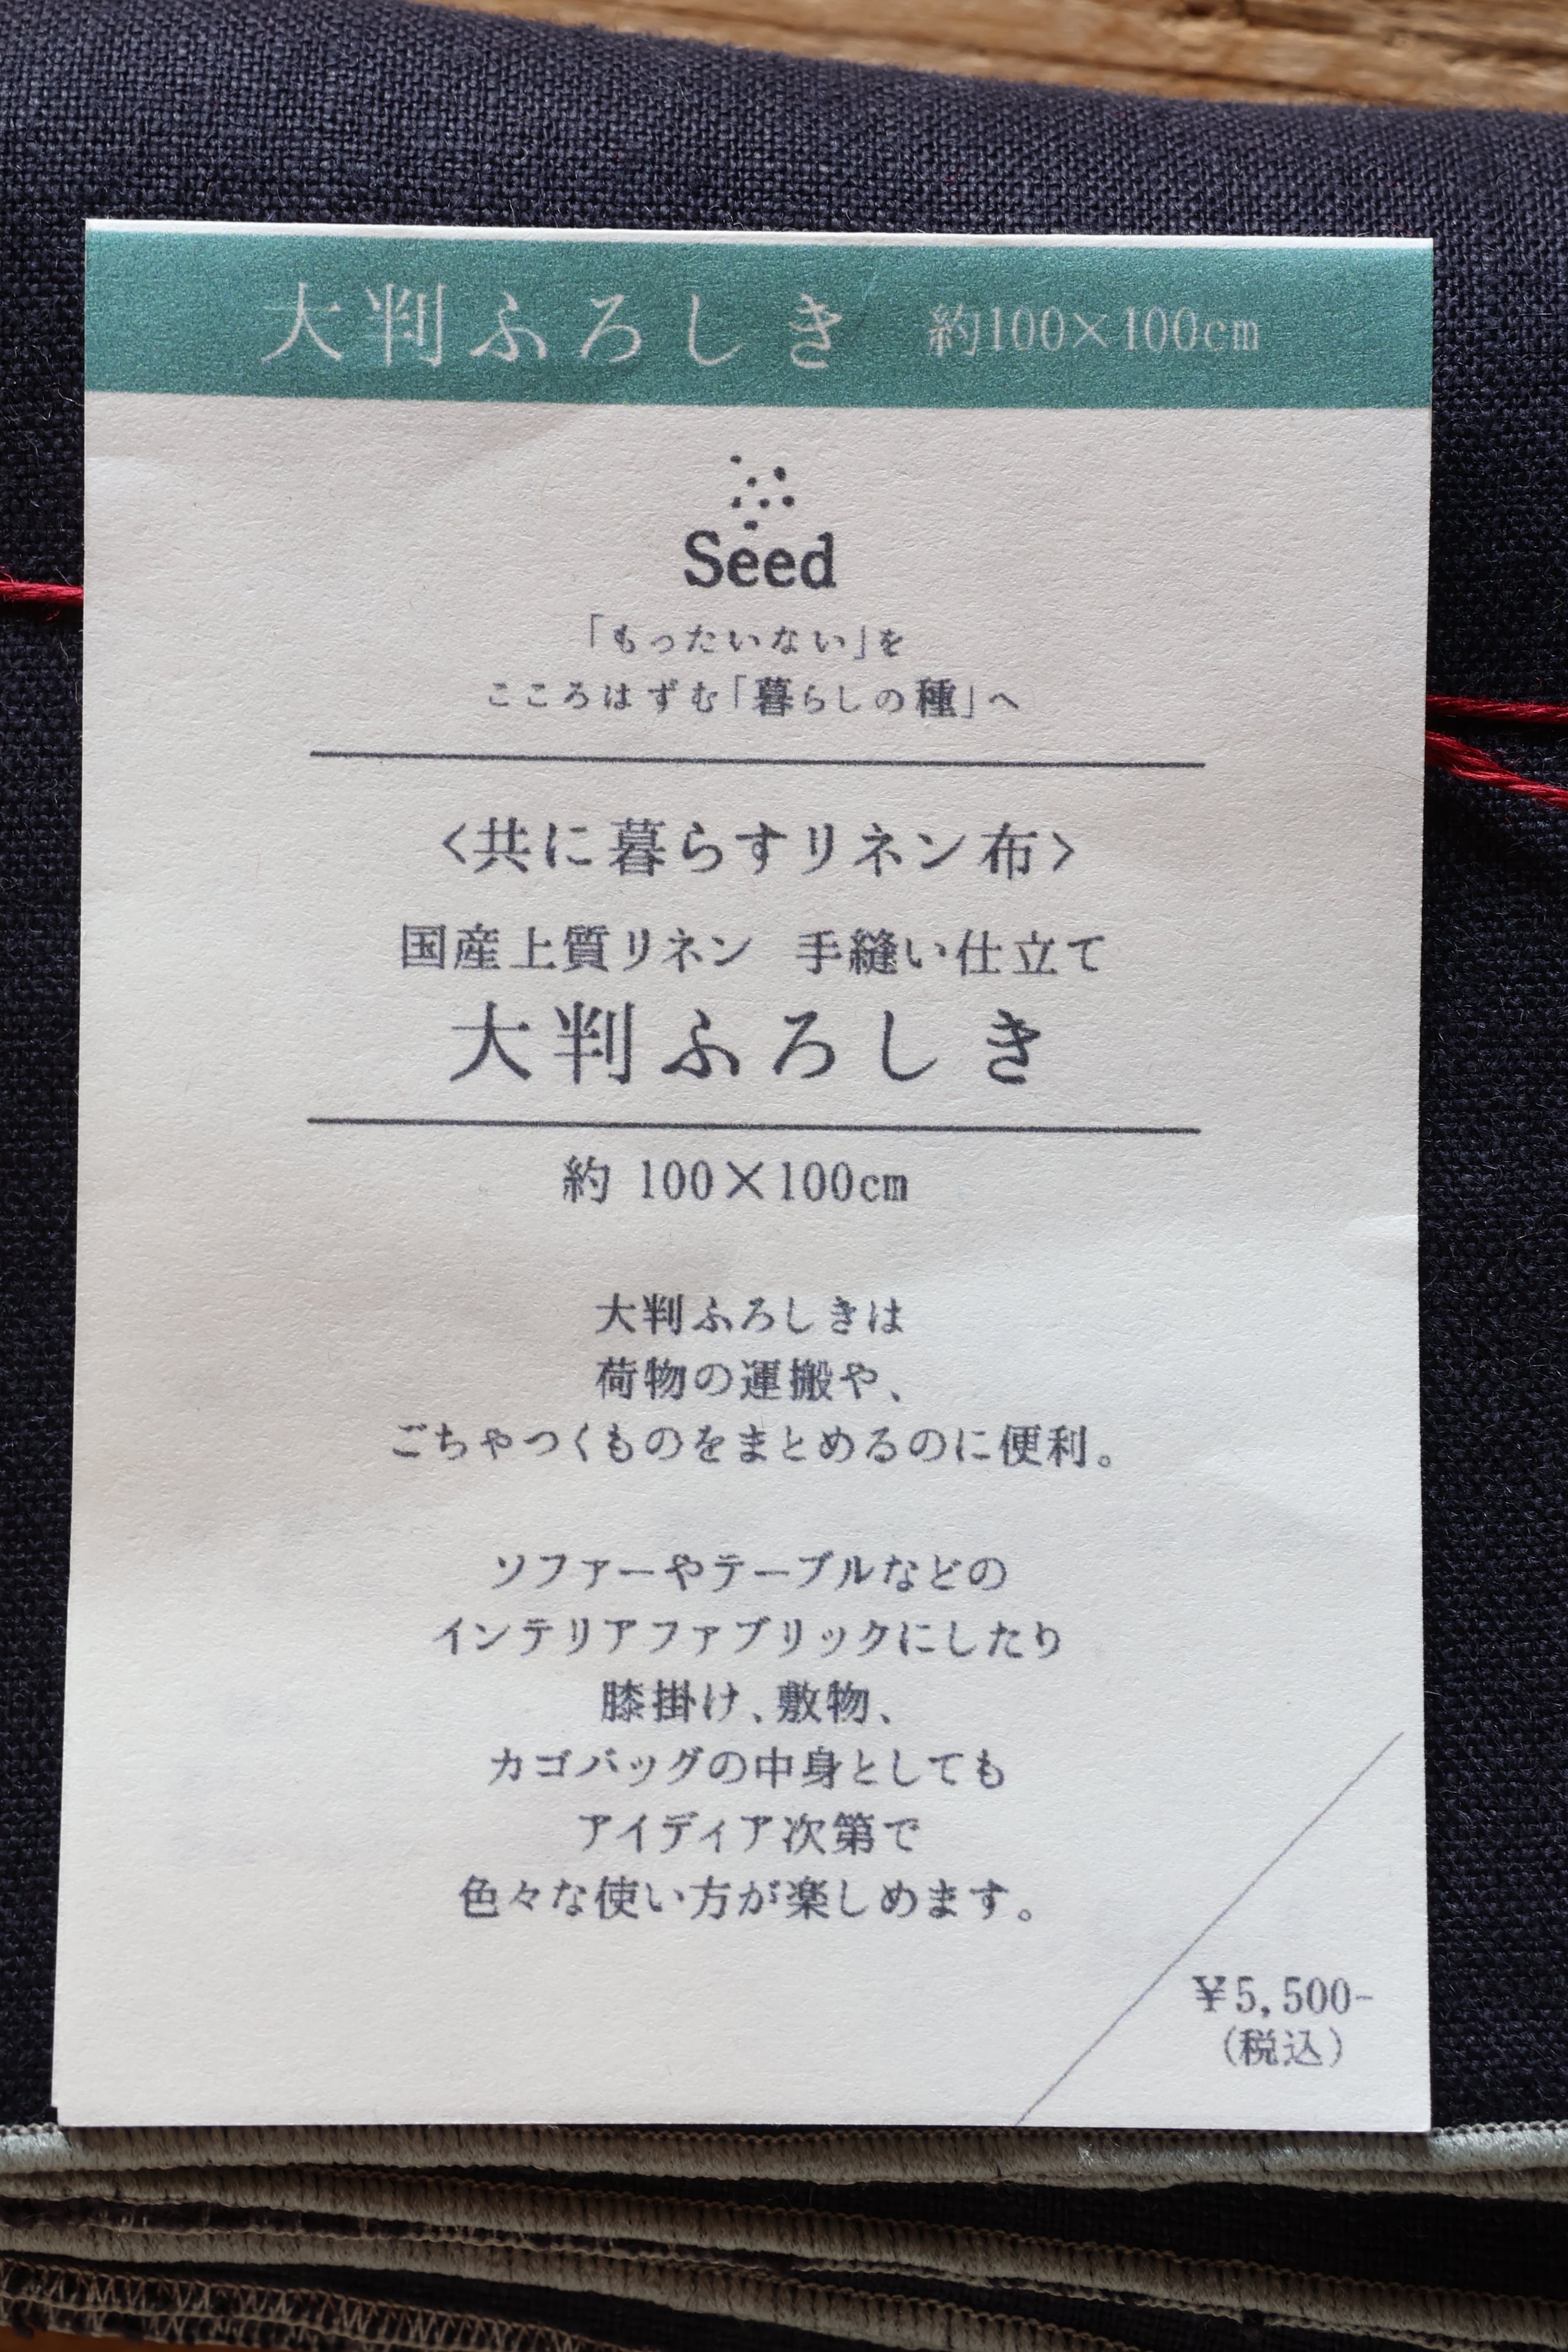 大判ふろしき 約100×100cm
Seed
「もったいない」を
こころはずむ「暮らしの種」へ
<共に暮らすリネン布>
国産上質リネン 手縫い仕立て
大判ふろしき
約 100×100cm
大判ふろしきは
荷物の運搬や、
ごちゃつくものをまとめるのに便利。
ソファーやテーブルなどの
インテリアファブリックにしたり
膝掛け、敷物、
カゴバッグの中身としても
アイディア次第で
色々な使い方が楽しめます。
¥5,500-
(税込)